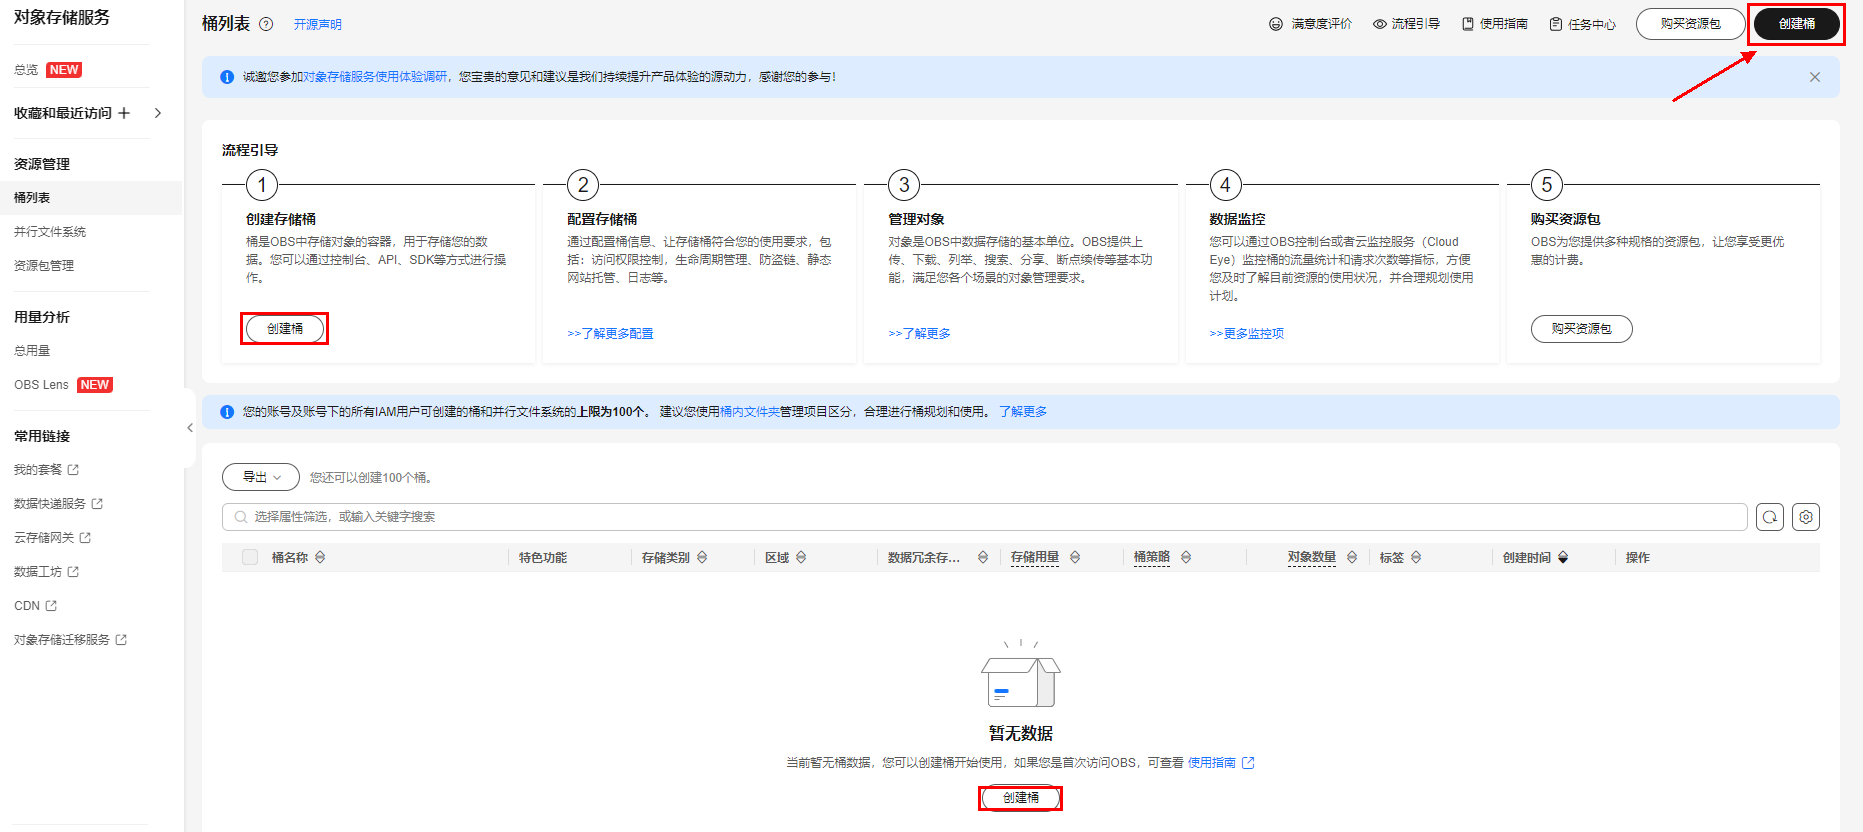 对象存储服务
总览 NEW
收藏和最近访问
资源管理
桶列表
并行文件系统
资源包管理
用量分析
总用量
OBS Lens NEW
常用链接
我的套餐
数据快递服务
云存储网关
数据工坊
CDN
对象存储迁移服务
桶列表 开源声明
满意度评价 流程引导 使用指南 任务中心 购买资源包 创建桶
诚邀您参加对象存储服务使用体验调研，您宝贵的意见和建议是我们持续提升产品体验的源动力，感谢您的参与！
流程引导
1
创建存储桶
桶是OBS中存储对象的容器，用于存储您的数
据。您可以通过控制台、API、SDK等方式进行操
作。
创建桶
2
配置存储桶
通过配置桶信息、让存储桶符合您的使用要求，包
括：访问权限控制，生命周期管理、防盗链、静态
网站托管、日志等。
>>了解更多配置
3
管理对象
对象是OBS中数据存储的基本单位。OBS提供上
传、下载、列举、搜索、分享、断点续传等基本功
能，满足您各个场景的对象管理要求。
>>了解更多
4
数据监控
您可以通过OBS控制台或者云监控服务（Cloud
Eye）监控桶的流量统计和请求次数等指标，方便
您及时了解目前资源的使用状况，并合理规划使用
计划。
>>更多监控项
5
购买资源包
OBS为您提供多种规格的资源包，让您享受更优
惠的计费。
购买资源包
您的账号及账号下的所有IAM用户可创建的桶和并行文件系统的上限为100个。 建议您使用桶内文件夹管理项目区分，合理进行桶规划和使用。 了解更多
导出 您还可以创建100个桶。
选择属性筛选，或输入关键字搜索
桶名称 特色功能 存储类别 区域 数据冗余存... 存储用量 桶策略 对象数量 标签 创建时间 操作
暂无数据
当前暂无桶数据，您可以创建桶开始使用，如果您是首次访问OBS，可查看 使用指南
创建桶